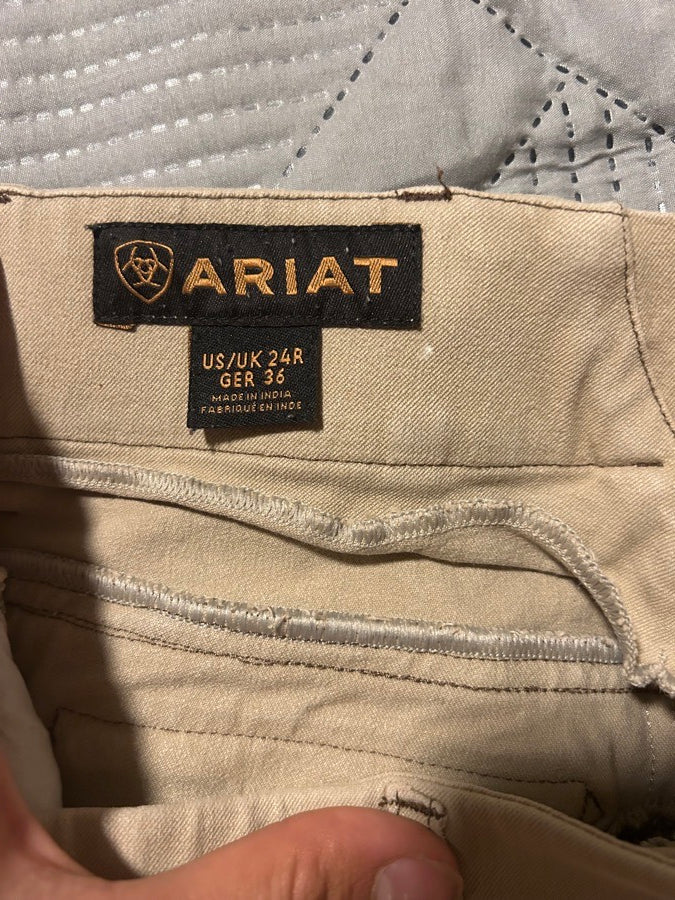 ARIAT
US/UK 24R
GER 36
MADE IN INDIA
FABRIQUÉ EN INDE